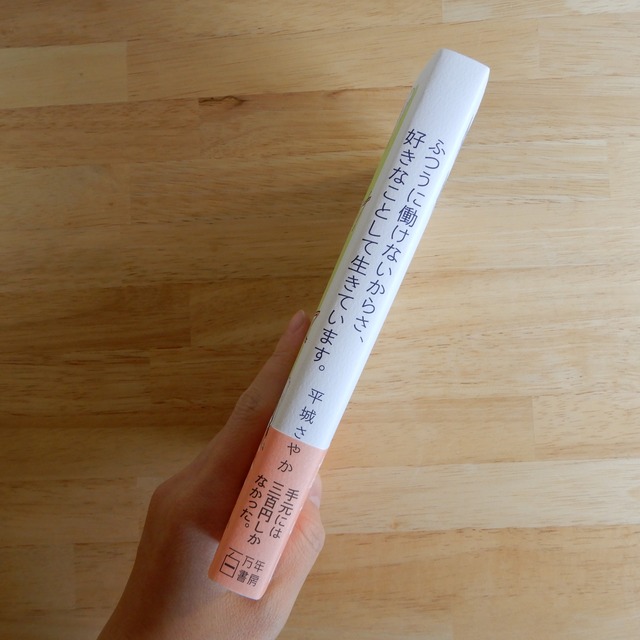 ふつうに働けないからさ、
好きなことして生きています。
平城さやか
手元には
三百円しか
なかった。
百万年
書房